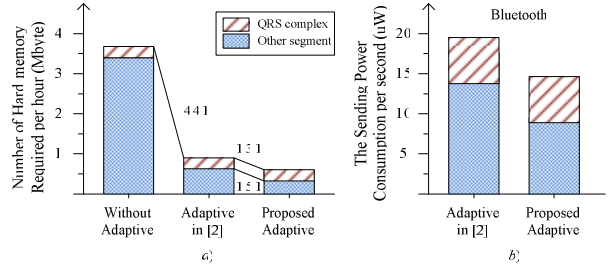 Number of Hard memory
Required per hour (Mbyte)
4
3
2
1
QRS complex
Other segment
4 4 1
1 3 1
1 5 1
Without
Adaptive
Adaptive
in [2]
Proposed
Adaptive
a)
The Sending Power
Consumption per second (uW)
20
15
10
5
Bluetooth
Adaptive
in [2]
Proposed
Adaptive
b)